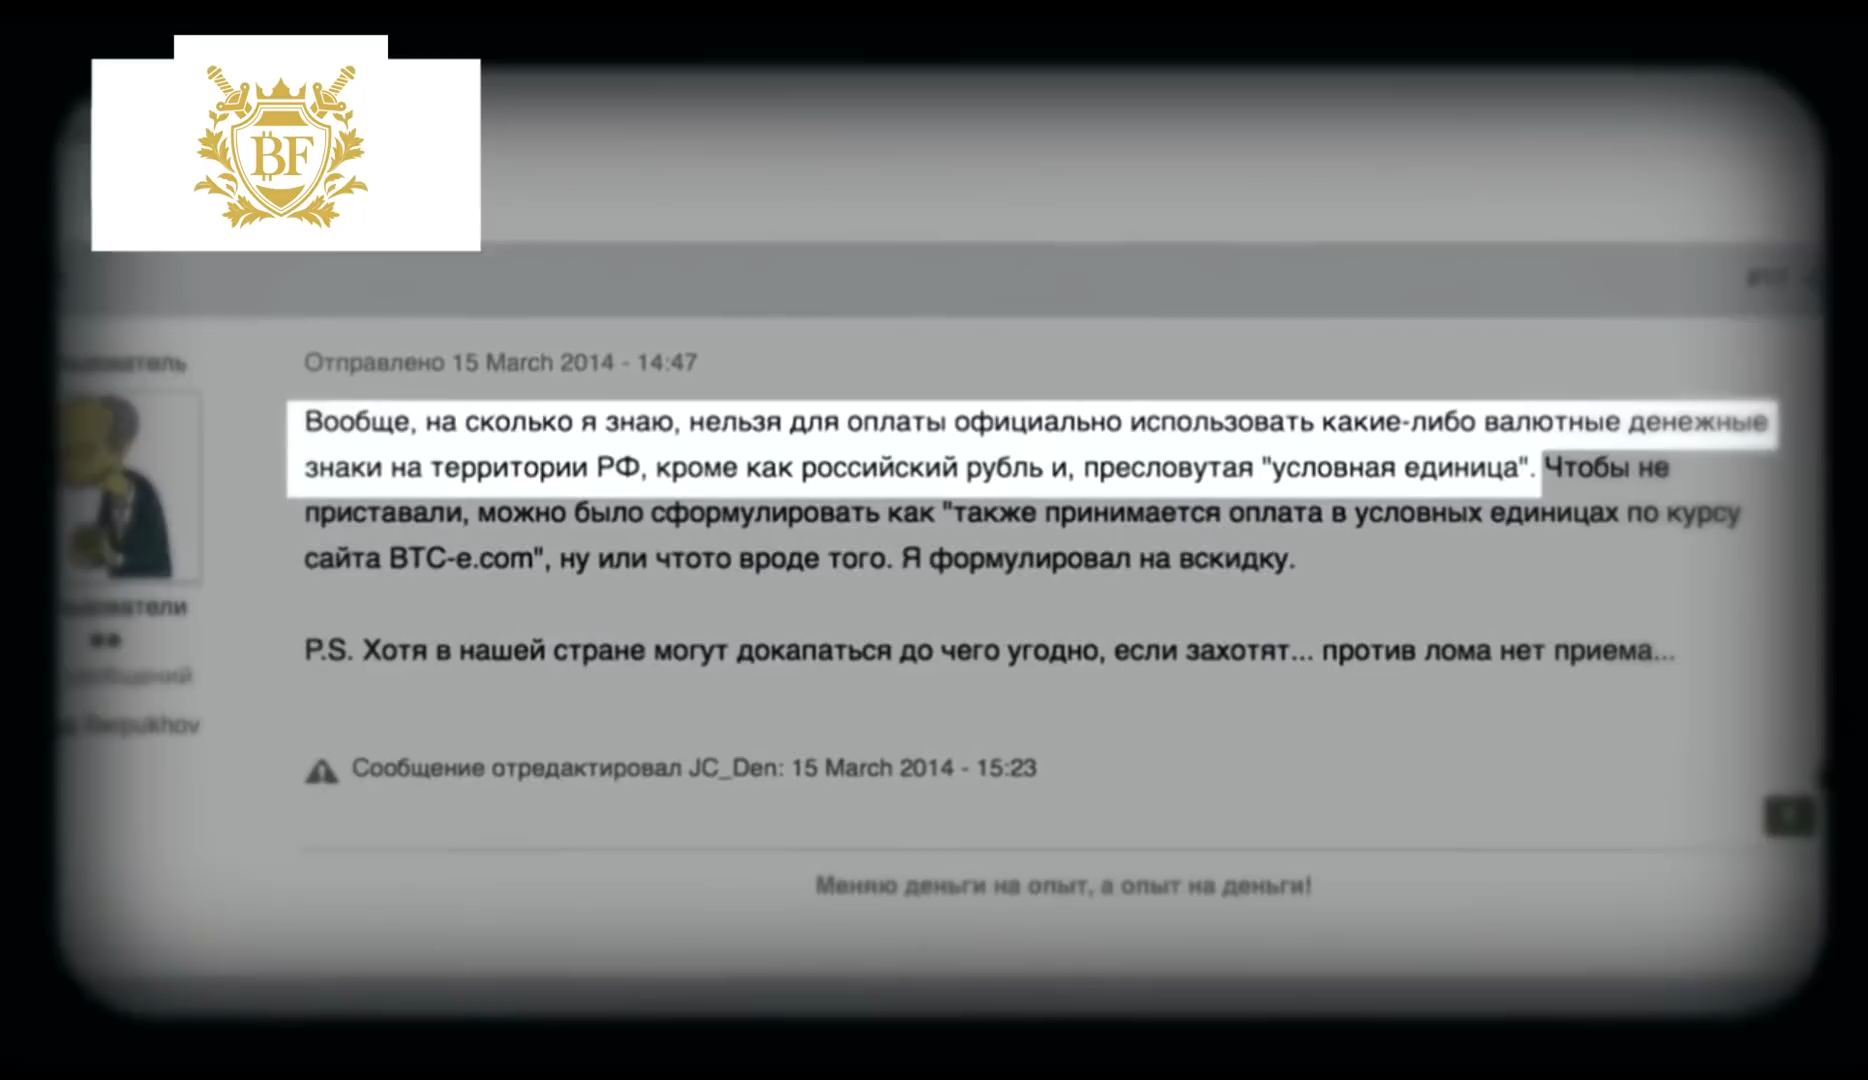 BF
Отправлено 15 March 2014 - 14:47
Вообще, на сколько я знаю, нельзя для оплаты официально использовать какие-либо валютные денежные
знаки на территории РФ, кроме как российский рубль и, пресловутая "условная единица". Чтобы не
приставали, можно было сформулировать как "также принимается оплата в условных единицах по курсу
сайта BTC-e.com", ну или чтото вроде того. Я формулировал на вскидку.
P.S. Хотя в нашей стране могут докапаться до чего угодно, если захотят... против лома нет приема...
Сообщение отредактировал JC_Den: 15 March 2014 - 15:23
Меняю деньги на опыт, а опыт на деньги!